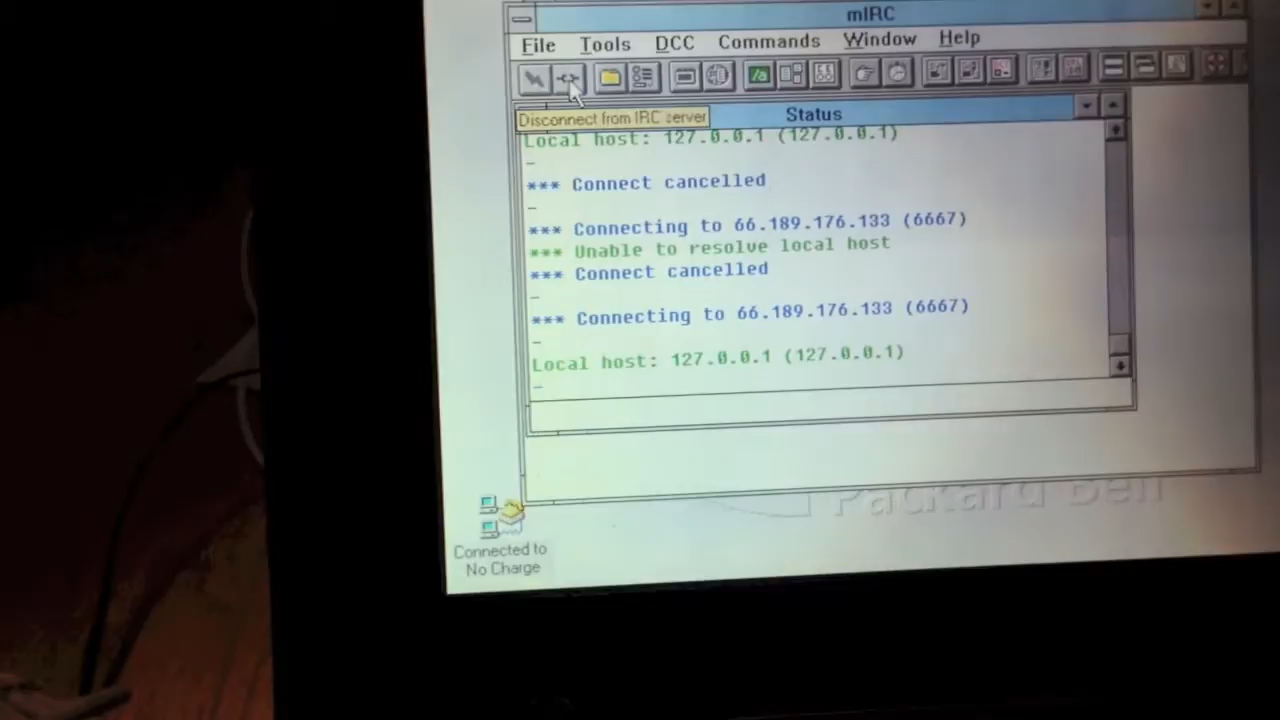 mIRC
File Tools DCC Commands Window Help
/a
Disconnect from IRC server
Status
Local host: 127.0.0.1 (127.0.0.1)
-
*** Connect cancelled
-
*** Connecting to 66.189.176.133 (6667)
*** Unable to resolve local host
*** Connect cancelled
-
*** Connecting to 66.189.176.133 (6667)
-
Local host: 127.0.0.1 (127.0.0.1)
-
Packard Bell
Connected to
No Charge